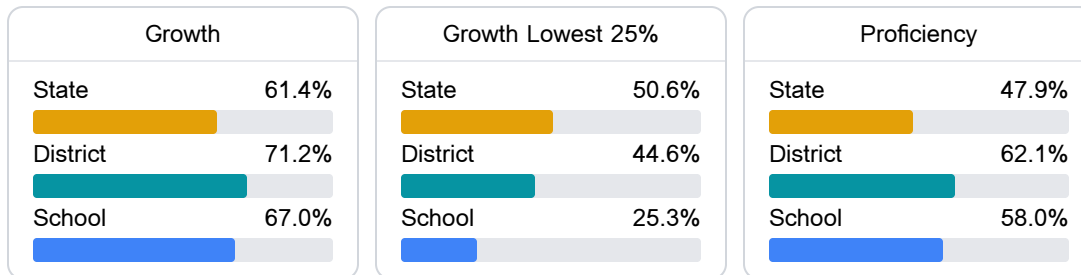 Growth
State 61.4%
District 71.2%
School 67.0%
Growth Lowest 25%
State 50.6%
District 44.6%
School 25.3%
Proficiency
State 47.9%
District 62.1%
School 58.0%